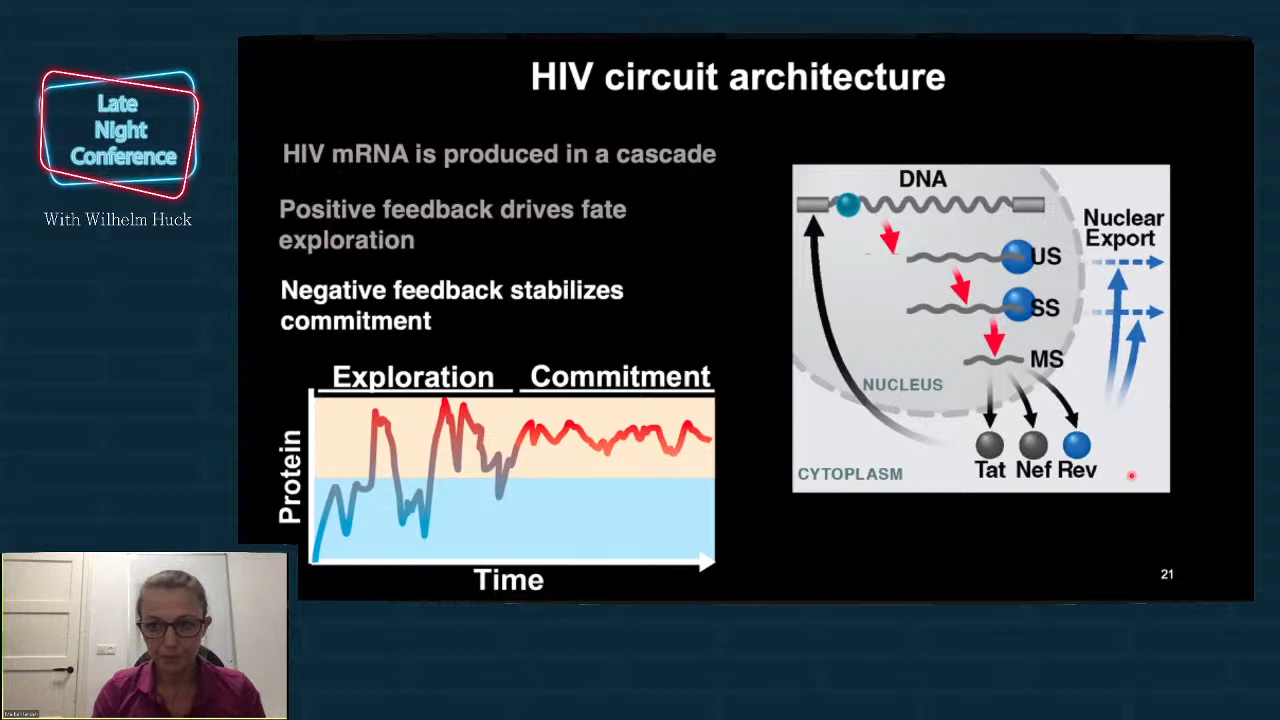 Late
Night
Conference
With Wilhelm Huck
HIV circuit architecture
HIV mRNA is produced in a cascade
Positive feedback drives fate
exploration
Negative feedback stabilizes
commitment
Exploration Commitment
Protein
Time
DNA
Nuclear
Export
US
SS
MS
NUCLEUS
Tat Nef Rev
CYTOPLASM
21